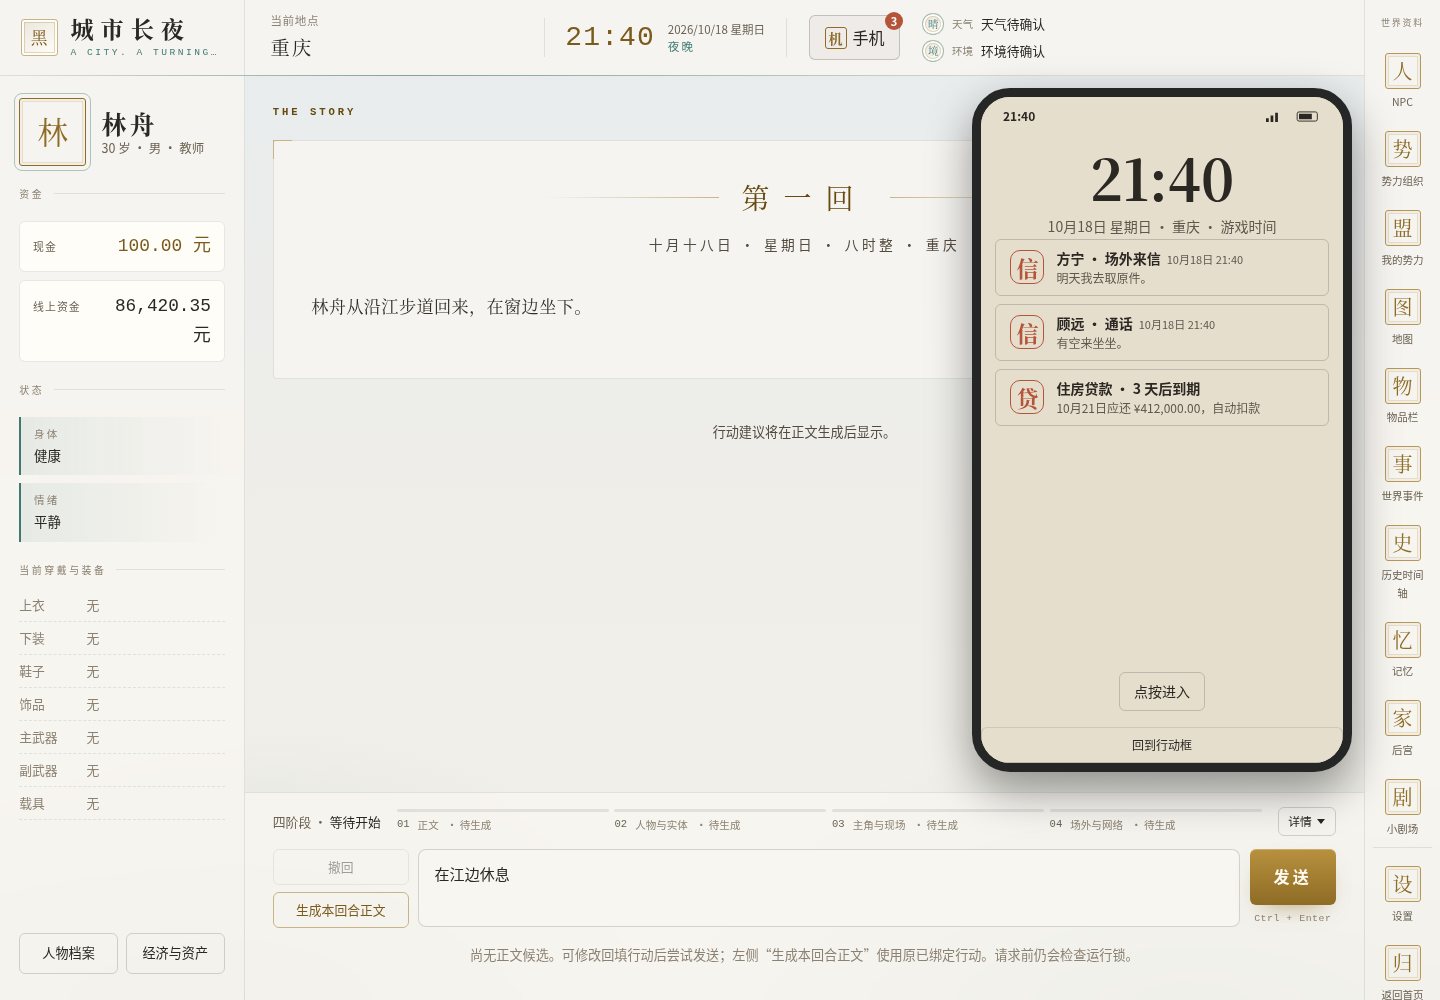 黑
城市长夜
A CITY. A TURNING…
当前地点
重庆
21:40
2026/10/18 星期日
夜晚
机 手机 3
晴 天气 天气待确认
境 环境 环境待确认
林
林舟
30 岁 · 男 · 教师
资金
现金 100.00 元
线上资金 86,420.35
元
状态
身体
健康
情绪
平静
当前穿戴与装备
上衣 无
下装 无
鞋子 无
饰品 无
主武器 无
副武器 无
载具 无
人物档案 经济与资产
THE STORY
第一回
十月十八日 · 星期日 · 八时整 · 重庆
林舟从沿江步道回来，在窗边坐下。
行动建议将在正文生成后显示。
21:40
21:40
10月18日 星期日 · 重庆 · 游戏时间
信
方宁 · 场外来信 10月18日 21:40
明天我去取原件。
信
顾远 · 通话 10月18日 21:40
有空来坐坐。
贷
住房贷款 · 3 天后到期
10月21日应还 ¥412,000.00，自动扣款
点按进入
回到行动框
四阶段 · 等待开始
01 正文 · 待生成
02 人物与实体 · 待生成
03 主角与现场 · 待生成
04 场外与网络 · 待生成
详情
撤回
生成本回合正文
在江边休息
发送
Ctrl + Enter
尚无正文候选。可修改回填行动后尝试发送；左侧“生成本回合正文”使用原已绑定行动。请求前仍会检查运行锁。
世界资料
人
NPC
势
势力组织
盟
我的势力
图
地图
物
物品栏
事
世界事件
史
历史时间
轴
忆
记忆
家
后宫
剧
小剧场
设
设置
归
返回首页